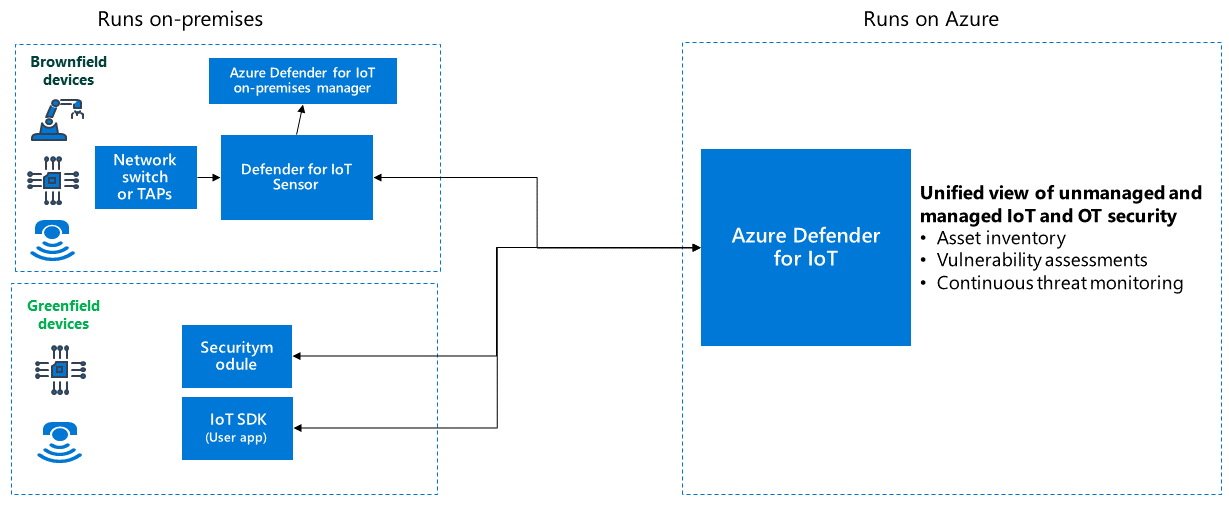 Runs on-premises
Runs on Azure
Brownfield
devices
Azure Defender for IoT
on-premises manager
Network
switch
or TAPs
Defender for IoT
Sensor
Azure Defender
for IoT
Unified view of unmanaged and
managed IoT and OT security
• Asset inventory
• Vulnerability assessments
• Continuous threat monitoring
Greenfield
devices
Securitym
odule
IoT SDK
(User app)